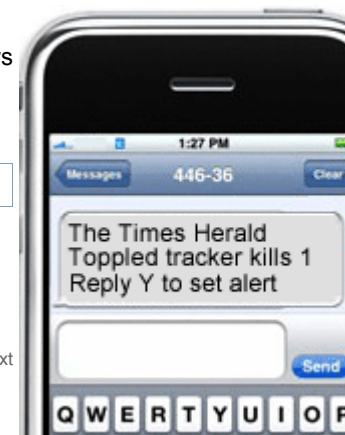 1:27 PM
Messages
446-36
Clear
The Times Herald
Toppled tracker kills 1
Reply Y to set alert
xt
Send
Q W E R T Y U I O P